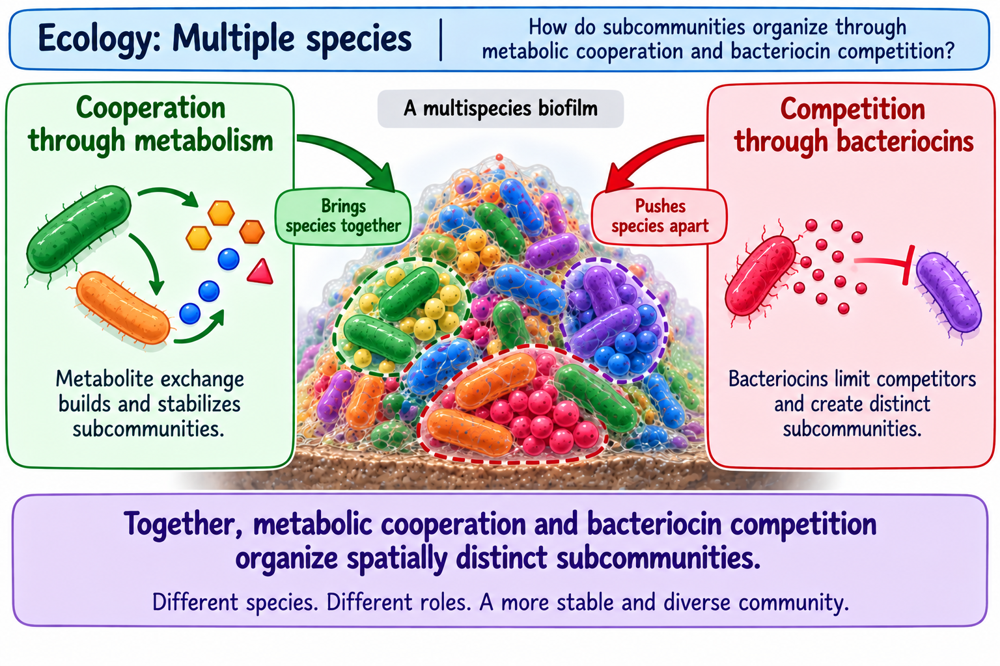 Ecology: Multiple species
How do subcommunities organize through
metabolic cooperation and bacteriocin competition?
Cooperation
through metabolism
Metabolite exchange
builds and stabilizes
subcommunities.
A multispecies biofilm
Brings
species together
Pushes
species apart
Competition
through bacteriocins
Bacteriocins limit competitors
and create distinct
subcommunities.
Together, metabolic cooperation and bacteriocin competition
organize spatially distinct subcommunities.
Different species. Different roles. A more stable and diverse community.